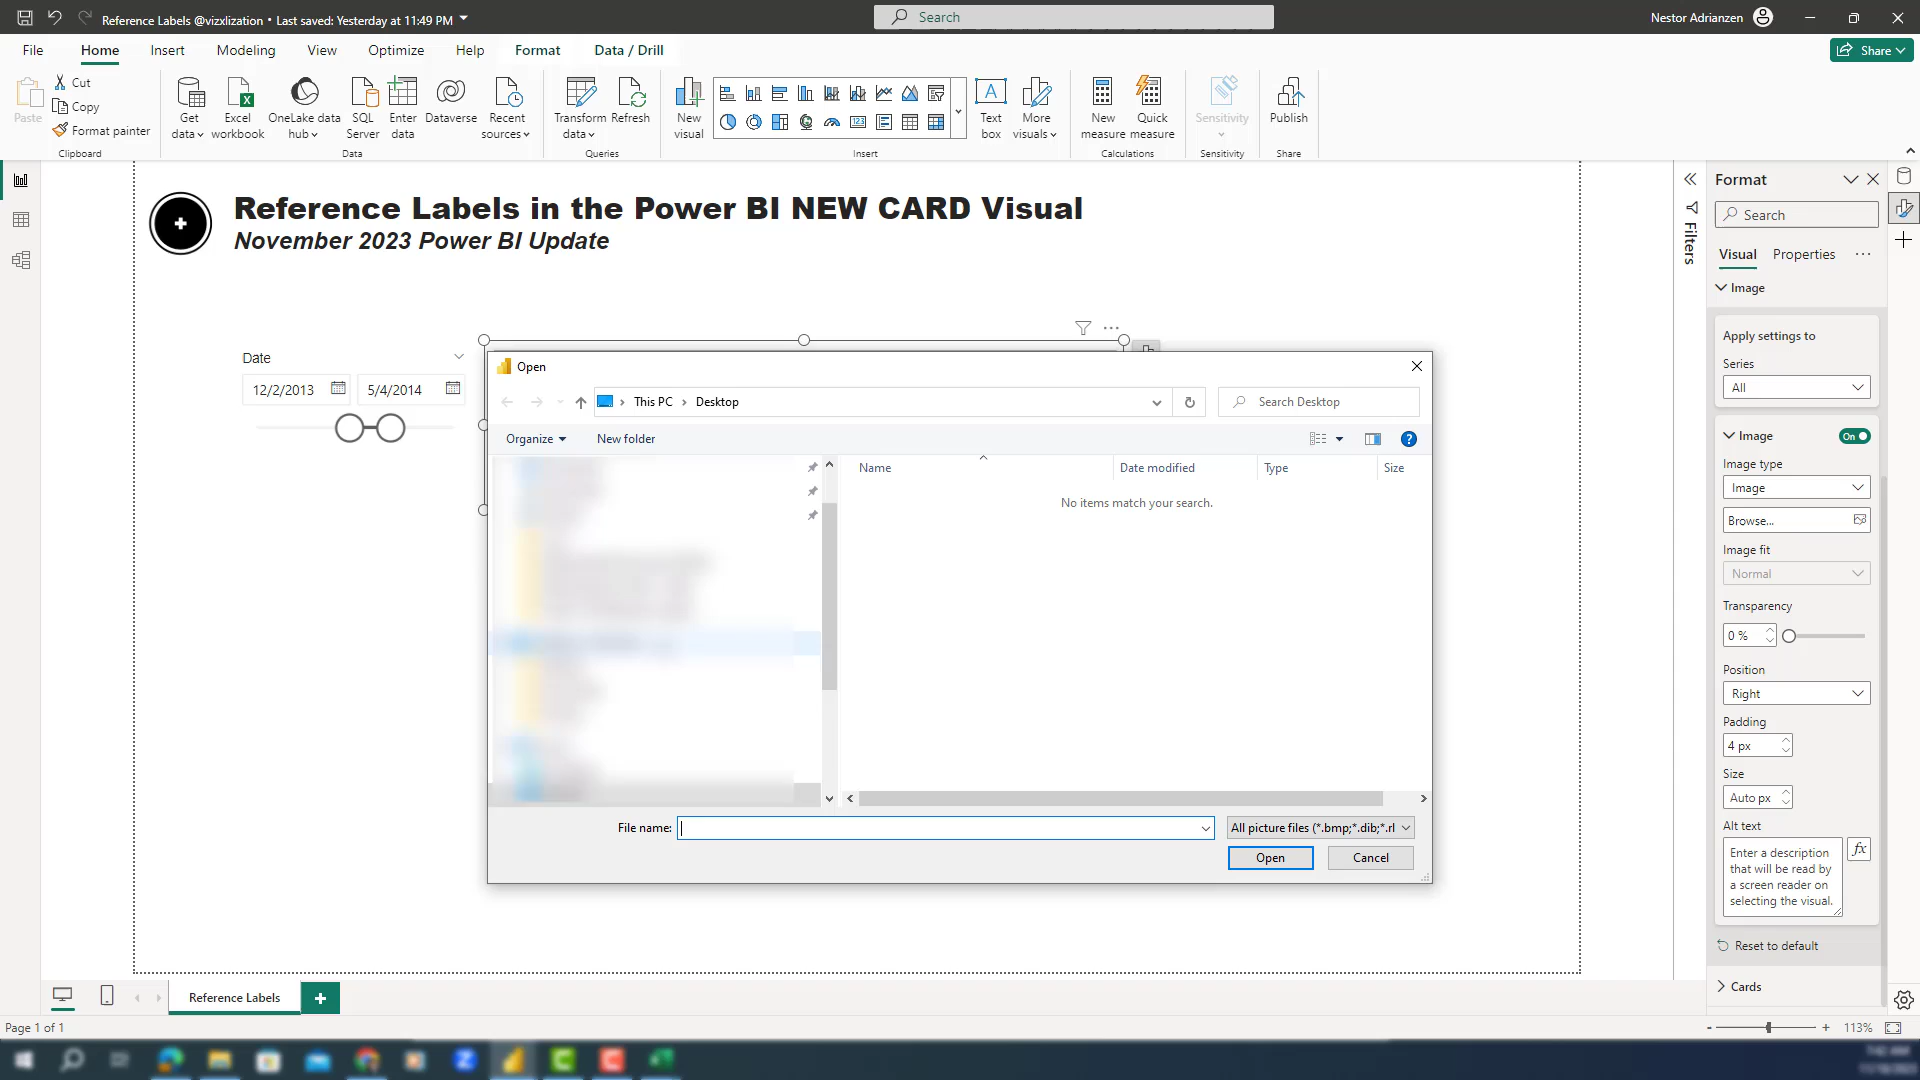 Reference Labels @vizxlization • Last saved: Yesterday at 11:49 PM
Search
Nestor Adrianzen
File
Home
Insert
Modeling
View
Optimize
Help
Format
Data / Drill
Share
Paste
Cut
Copy
Format painter
Clipboard
Get
data
Excel
workbook
OneLake data
hub
SQL
Server
Enter
data
Dataverse
Recent
sources
Data
Transform
data
Refresh
Queries
New
visual
Insert
Text
box
More
visuals
New
measure
Quick
measure
Calculations
Sensitivity
Sensitivity
Publish
Share
Reference Labels in the Power BI NEW CARD Visual
November 2023 Power BI Update
Date
12/2/2013
5/4/2014
Open
This PC
Desktop
Search Desktop
Organize
New folder
Name
Date modified
Type
Size
No items match your search.
File name:
All picture files (*.bmp;*.dib;*.rl
Open
Cancel
Filters
Format
Search
Visual
Properties
Image
Apply settings to
Series
All
Image
On
Image type
Image
Browse...
Image fit
Normal
Transparency
0 %
Position
Right
Padding
4 px
Size
Auto px
Alt text
Enter a description
that will be read by
a screen reader on
selecting the visual.
fx
Reset to default
Cards
Reference Labels
Page 1 of 1
113%